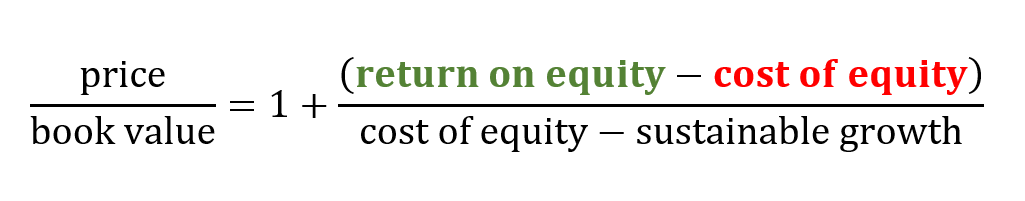 price
book value
= 1 +
(return on equity − cost of equity)
cost of equity − sustainable growth